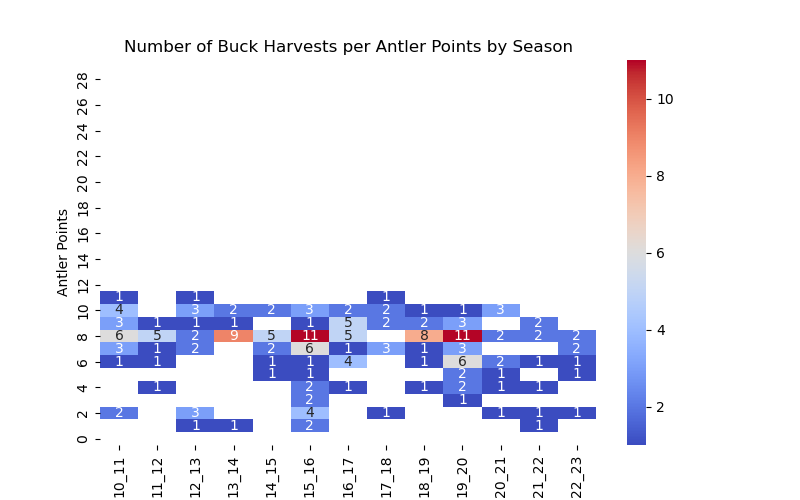 Number of Buck Harvests per Antler Points by Season
Antler Points
28
26
24
22
20
18
16
14
12
1 1 1
10 4 3 2 2 3 2 2 1 1 3
3 1 1 1 1 5 2 2 3 2
8 6 5 2 9 5 11 5 8 11 2 2 2
3 1 2 2 6 1 3 1 3 2
6 1 1 1 1 4 1 6 2 1 1
1 1 2 1 1
4 1 2 1 1 2 1 1
2 1
2 2 3 4 1 1 1 1
1 1 2 1
0
10_11 11_12 12_13 13_14 14_15 15_16 16_17 17_18 18_19 19_20 20_21 21_22 22_23
10
8
6
4
2